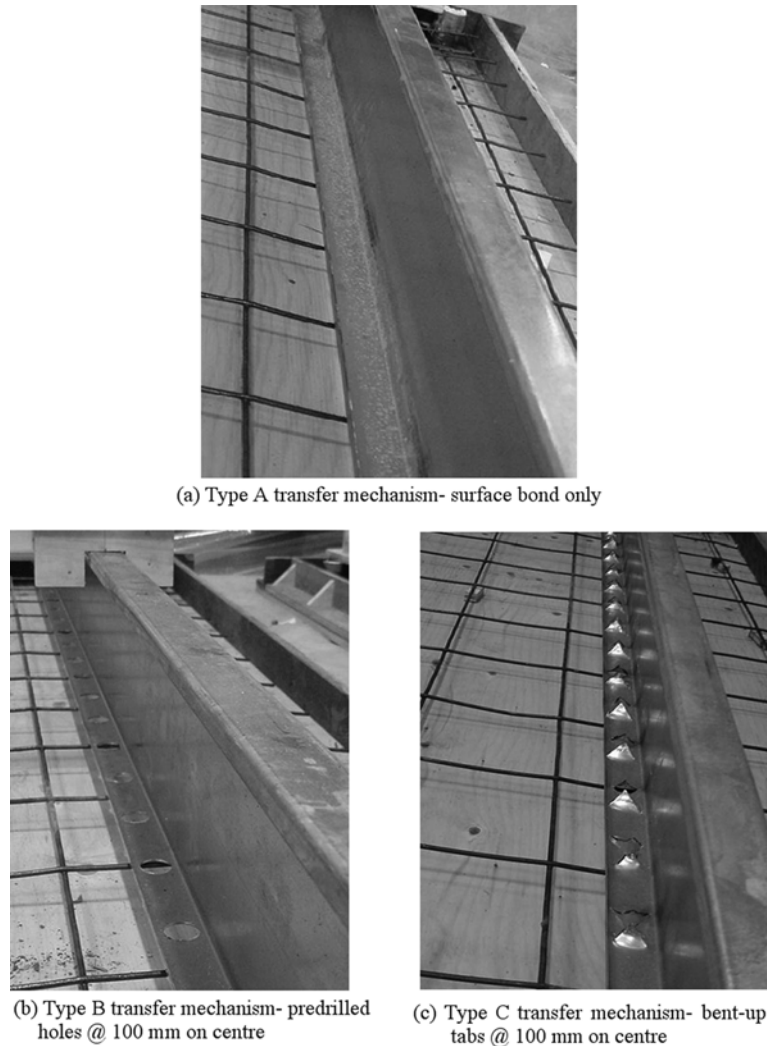 (a) Type A transfer mechanism- surface bond only
(b) Type B transfer mechanism- predrilled
holes @ 100 mm on centre
(c) Type C transfer mechanism- bent-up
tabs @ 100 mm on centre